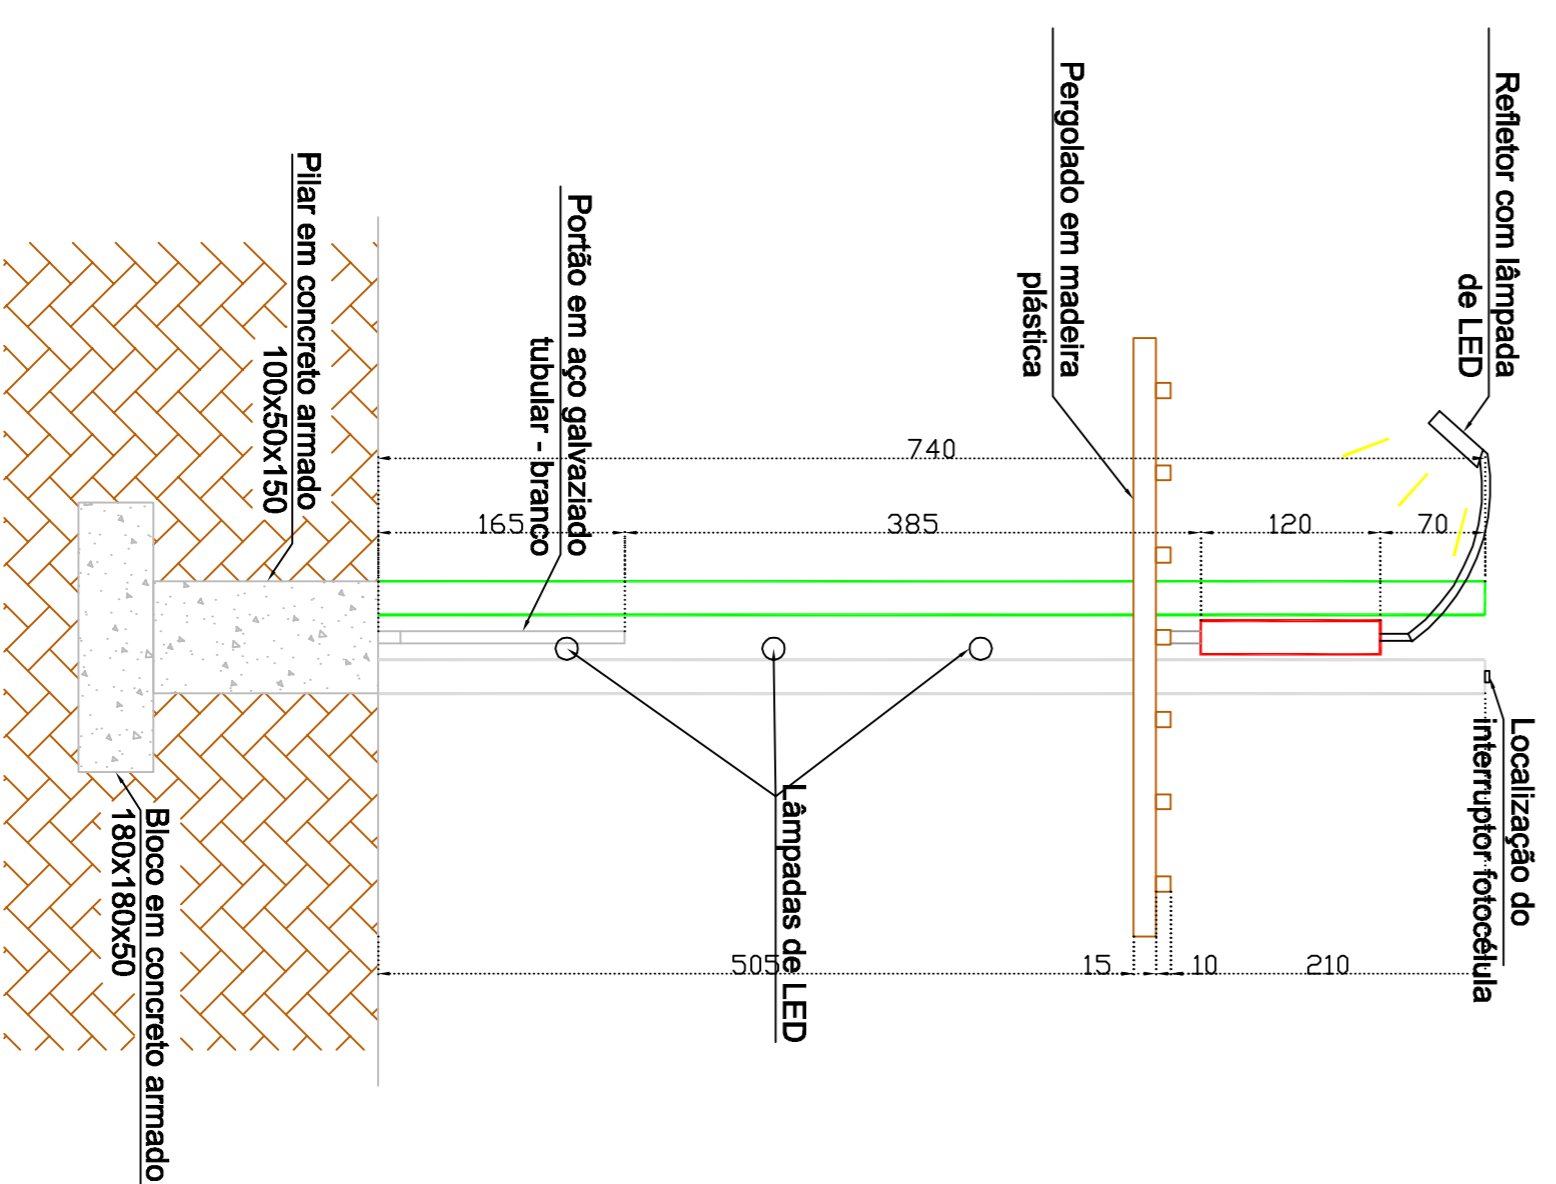 Refletor com lâmpada
de LED
Pergolado em madeira
plástica
Portão em aço galvaziado
tubular - branco
Pilar em concreto armado
100x50x150
740
165
385
120
70
Localização do
interruptor fotocélula
Lâmpadas de LED
Bloco em concreto armado
180x180x50
505
15
10
210